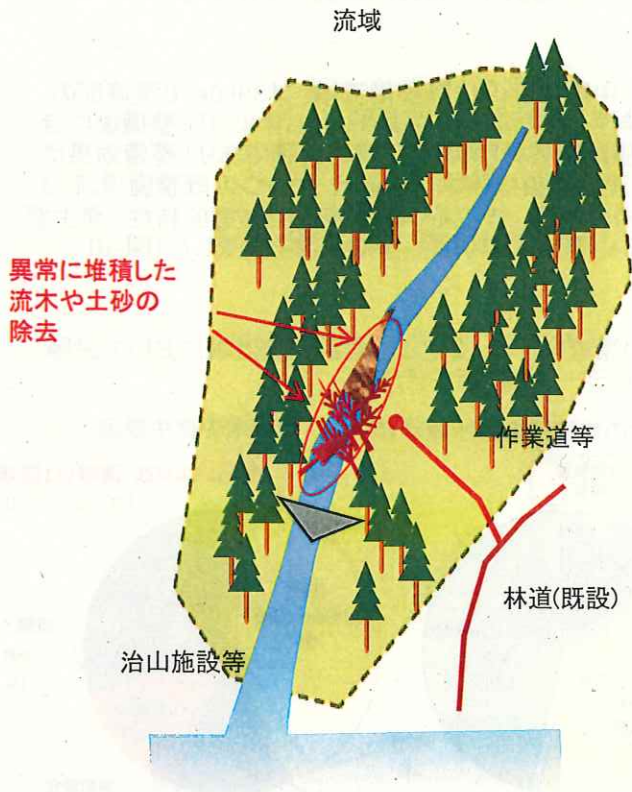 流域
異常に堆積した
流木や土砂の
除去
作業道等
林道(既設)
治山施設等